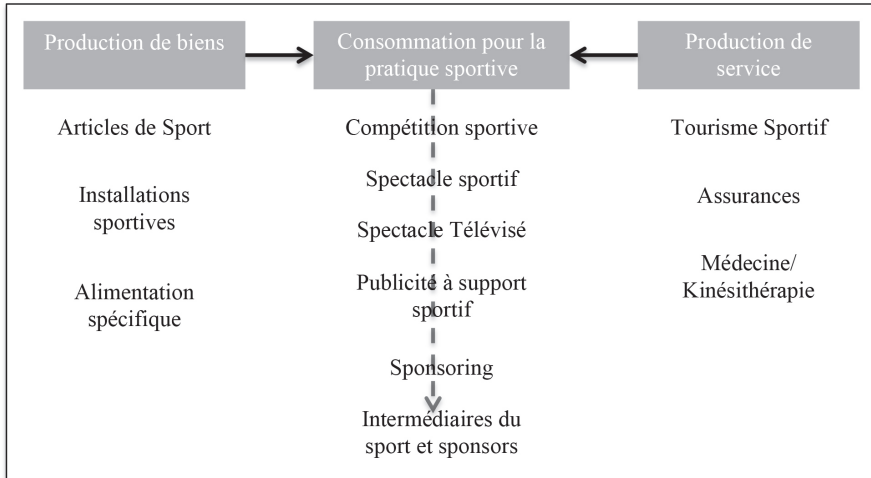 Production de biens
Consommation pour la
pratique sportive
Production de
service
Articles de Sport
Installations
sportives
Alimentation
spécifique
Compétition sportive
Spectacle sportif
Spectacle Télévisé
Publicité à support
sportif
Sponsoring
Intermédiaires du
sport et sponsors
Tourisme Sportif
Assurances
Médecine/
Kinésithérapie